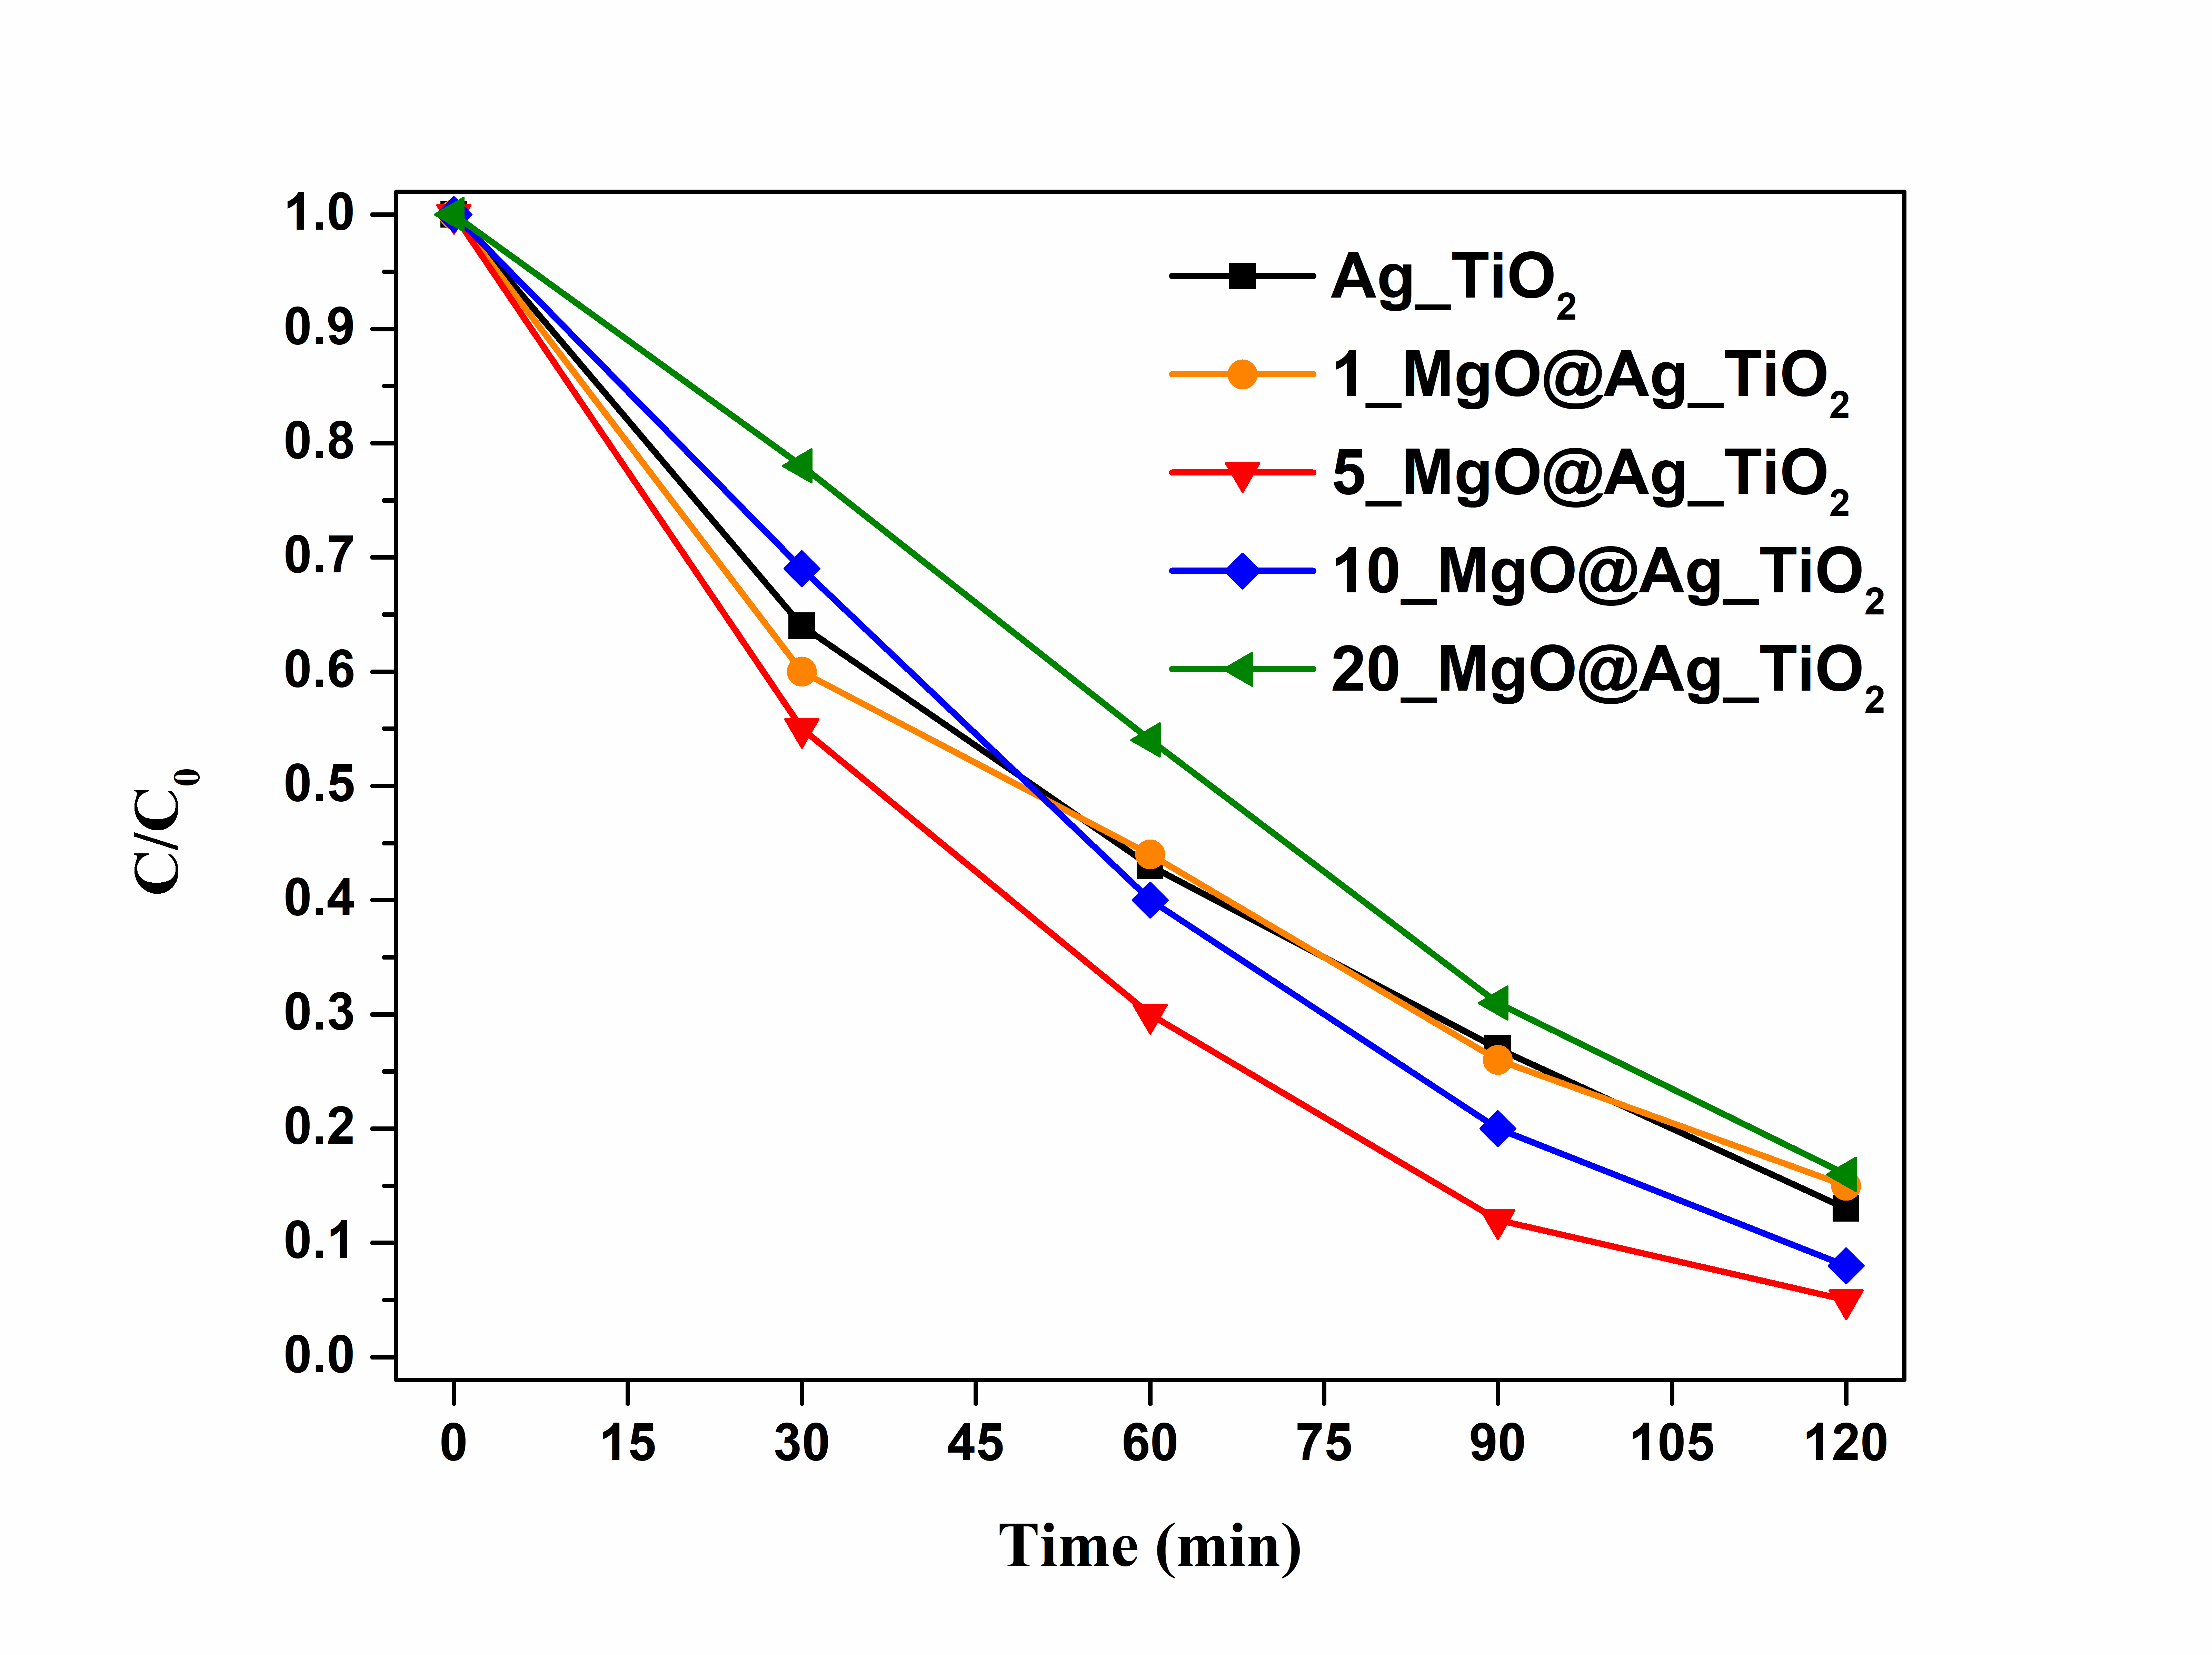 1.0
0.9
0.8
0.7
0.6
0.5
0.4
0.3
0.2
0.1
0.0
C/C₀
Ag_TiO₂
1_MgO@Ag_TiO₂
5_MgO@Ag_TiO₂
10_MgO@Ag_TiO₂
20_MgO@Ag_TiO₂
0 15 30 45 60 75 90 105 120
Time (min)